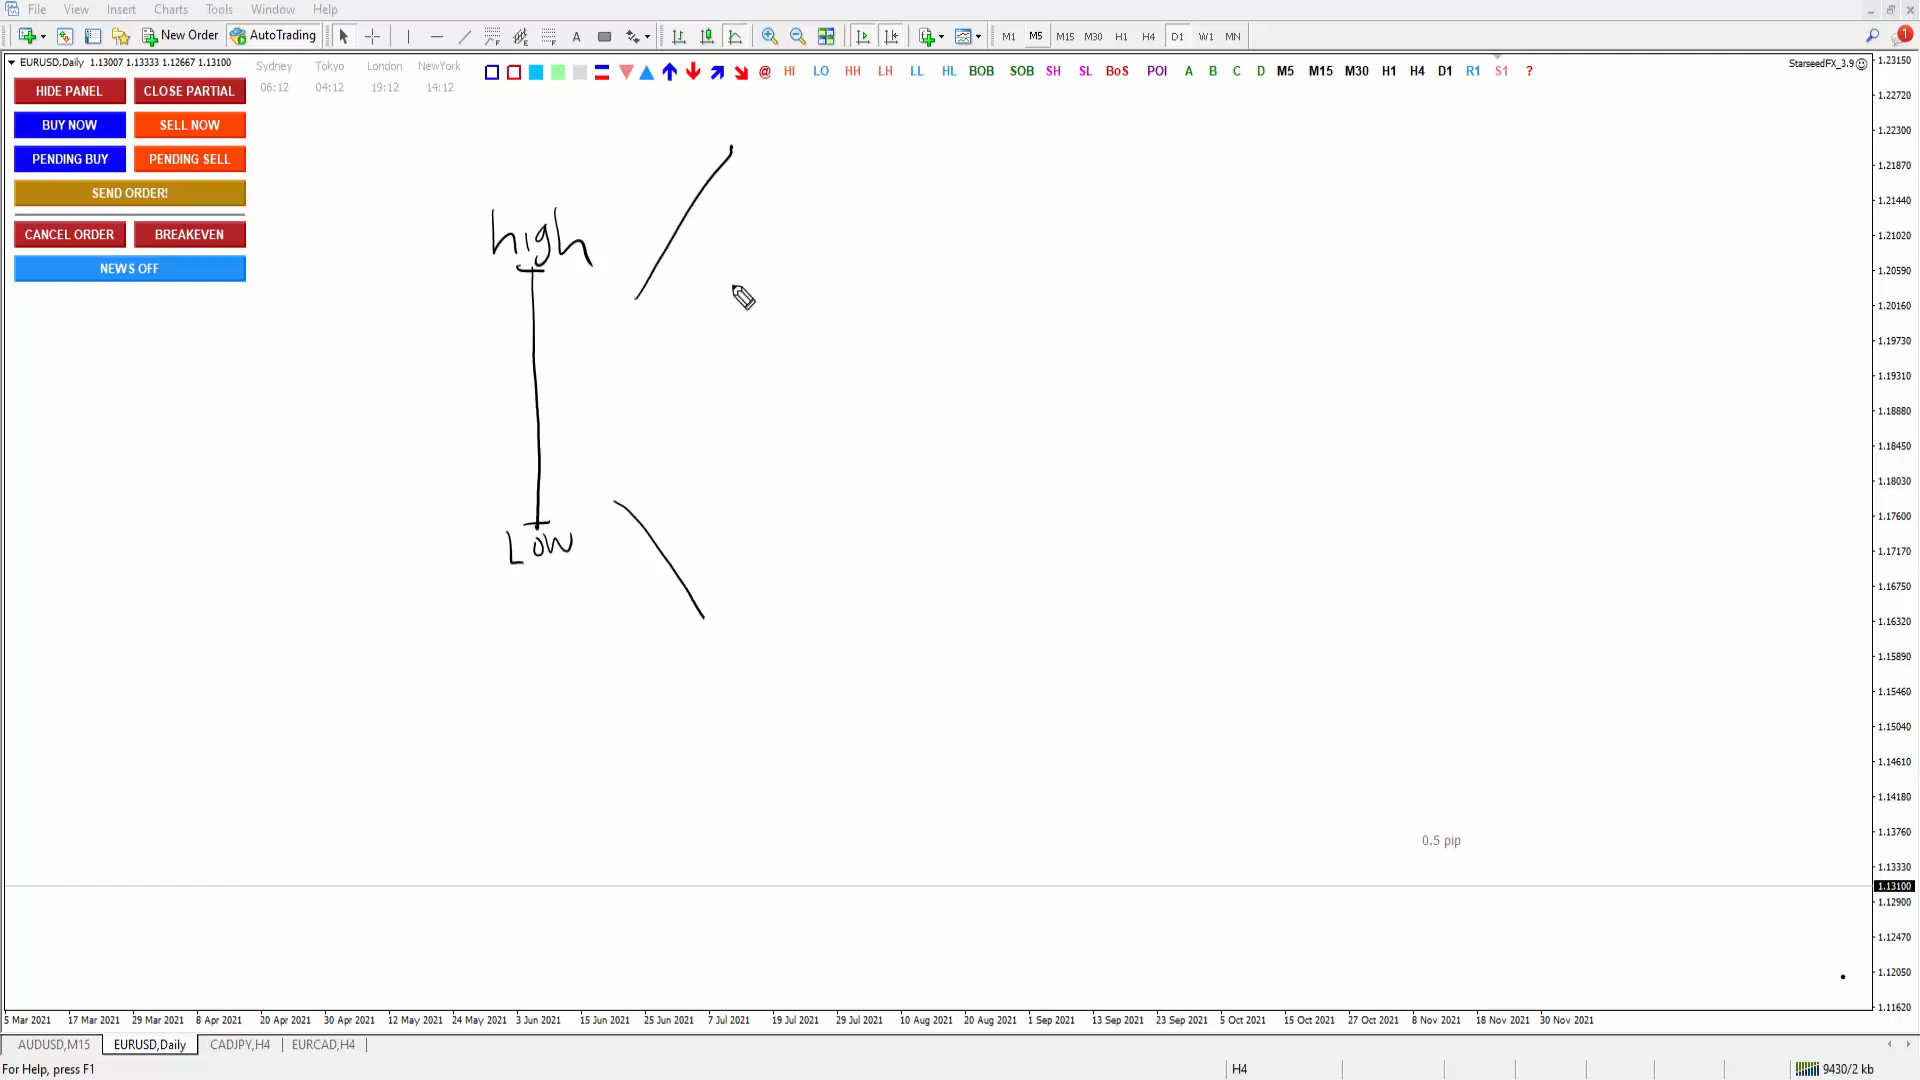 File View Insert Charts Tools Window Help
New Order AutoTrading A M1 M5 M15 M30 H1 H4 D1 W1 MN 1
EURUSD,Daily 1.13007 1.13333 1.12667 1.13100
Sydney Tokyo London NewYork
06:12 04:12 19:12 14:12
@ HI LO HH LH LL HL BOB SOB SH SL BoS POI A B C D M5 M15 M30 H1 H4 D1 R1 S1 ?
StarseedFX_3.9
HIDE PANEL CLOSE PARTIAL
BUY NOW SELL NOW
PENDING BUY PENDING SELL
SEND ORDER!
CANCEL ORDER BREAKEVEN
NEWS OFF
high
Low
0.5 pip
1.23150
1.22720
1.22300
1.21870
1.21440
1.21020
1.20590
1.20160
1.19730
1.19310
1.18880
1.18450
1.18030
1.17600
1.17170
1.16750
1.16320
1.15890
1.15460
1.15040
1.14610
1.14180
1.13760
1.13330
1.13100
1.12900
1.12470
1.12050
1.11620
5 Mar 2021 17 Mar 2021 29 Mar 2021 8 Apr 2021 20 Apr 2021 30 Apr 2021 12 May 2021 24 May 2021 3 Jun 2021 15 Jun 2021 25 Jun 2021 7 Jul 2021 19 Jul 2021 29 Jul 2021 10 Aug 2021 20 Aug 2021 1 Sep 2021 13 Sep 2021 23 Sep 2021 5 Oct 2021 15 Oct 2021 27 Oct 2021 8 Nov 2021 18 Nov 2021 30 Nov 2021
AUDUSD,M15 EURUSD,Daily CADJPY,H4 EURCAD,H4
For Help, press F1 H4 9430/2 kb